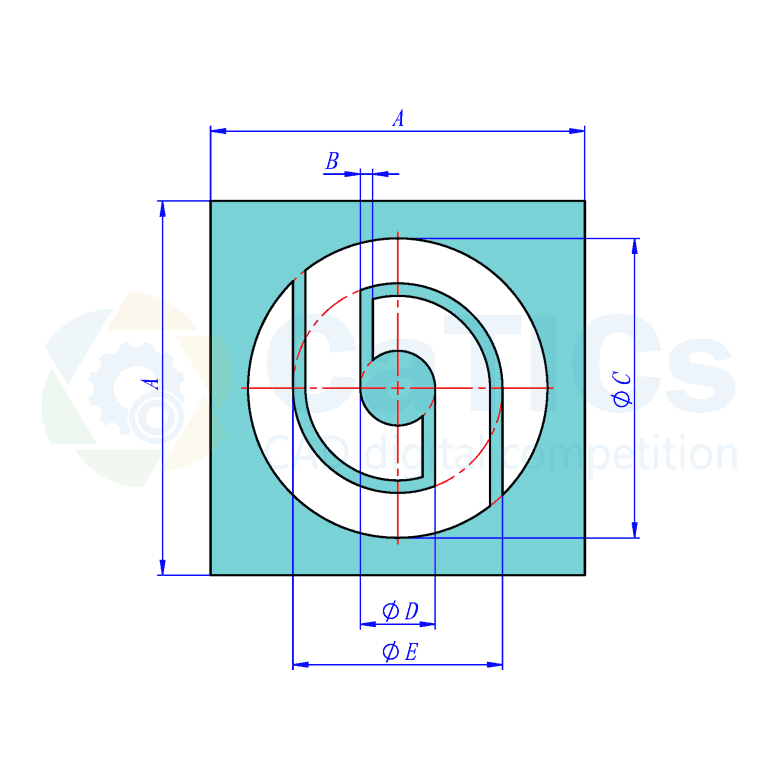 A
B
A
CaTICs
ΦC
CAD digital competition
ΦD
ΦE